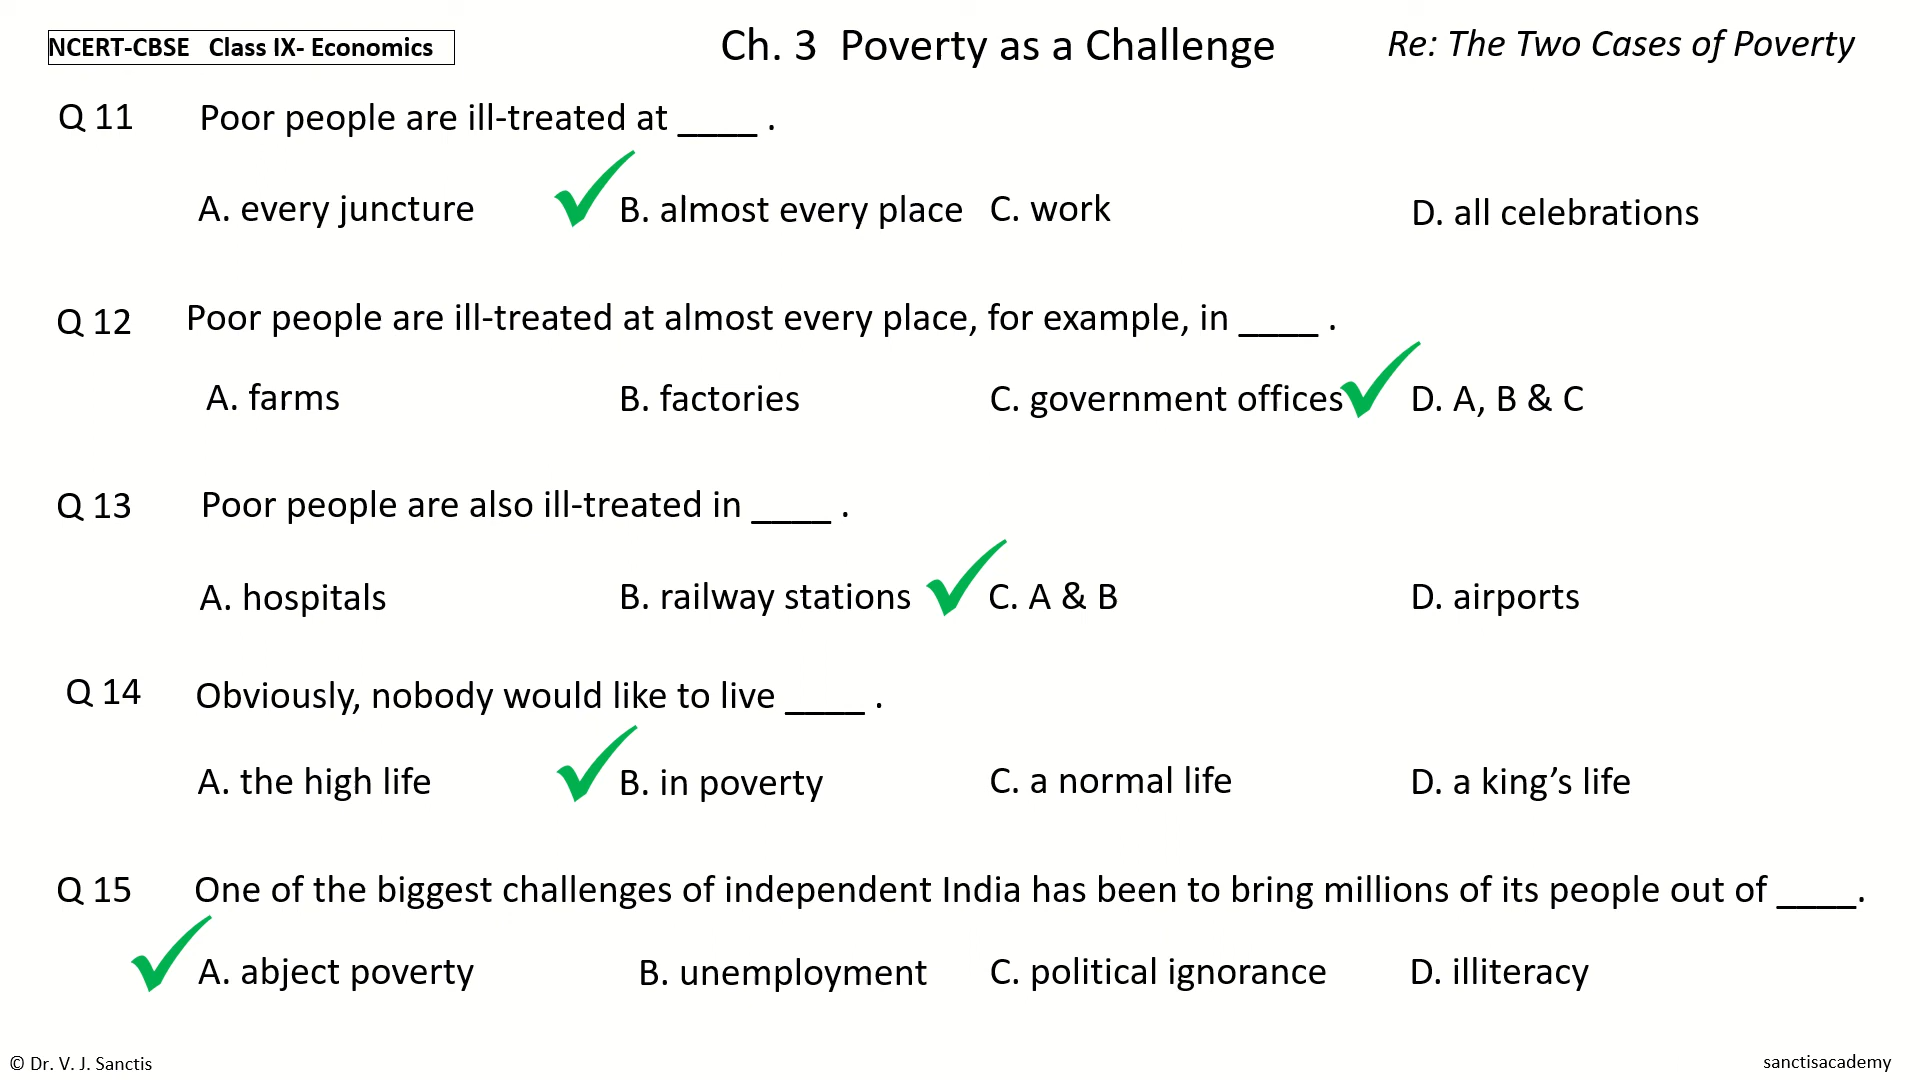 NCERT-CBSE Class IX- Economics Ch. 3 Poverty as a Challenge Re: The Two Cases of Poverty
Q 11 Poor people are ill-treated at ____ .
A. every juncture B. almost every place C. work D. all celebrations
Q 12 Poor people are ill-treated at almost every place, for example, in ____ .
A. farms B. factories C. government offices D. A, B & C
Q 13 Poor people are also ill-treated in ____ .
A. hospitals B. railway stations C. A & B D. airports
Q 14 Obviously, nobody would like to live ____ .
A. the high life B. in poverty C. a normal life D. a king’s life
Q 15 One of the biggest challenges of independent India has been to bring millions of its people out of ____.
A. abject poverty B. unemployment C. political ignorance D. illiteracy
© Dr. V. J. Sanctis sanctisacademy